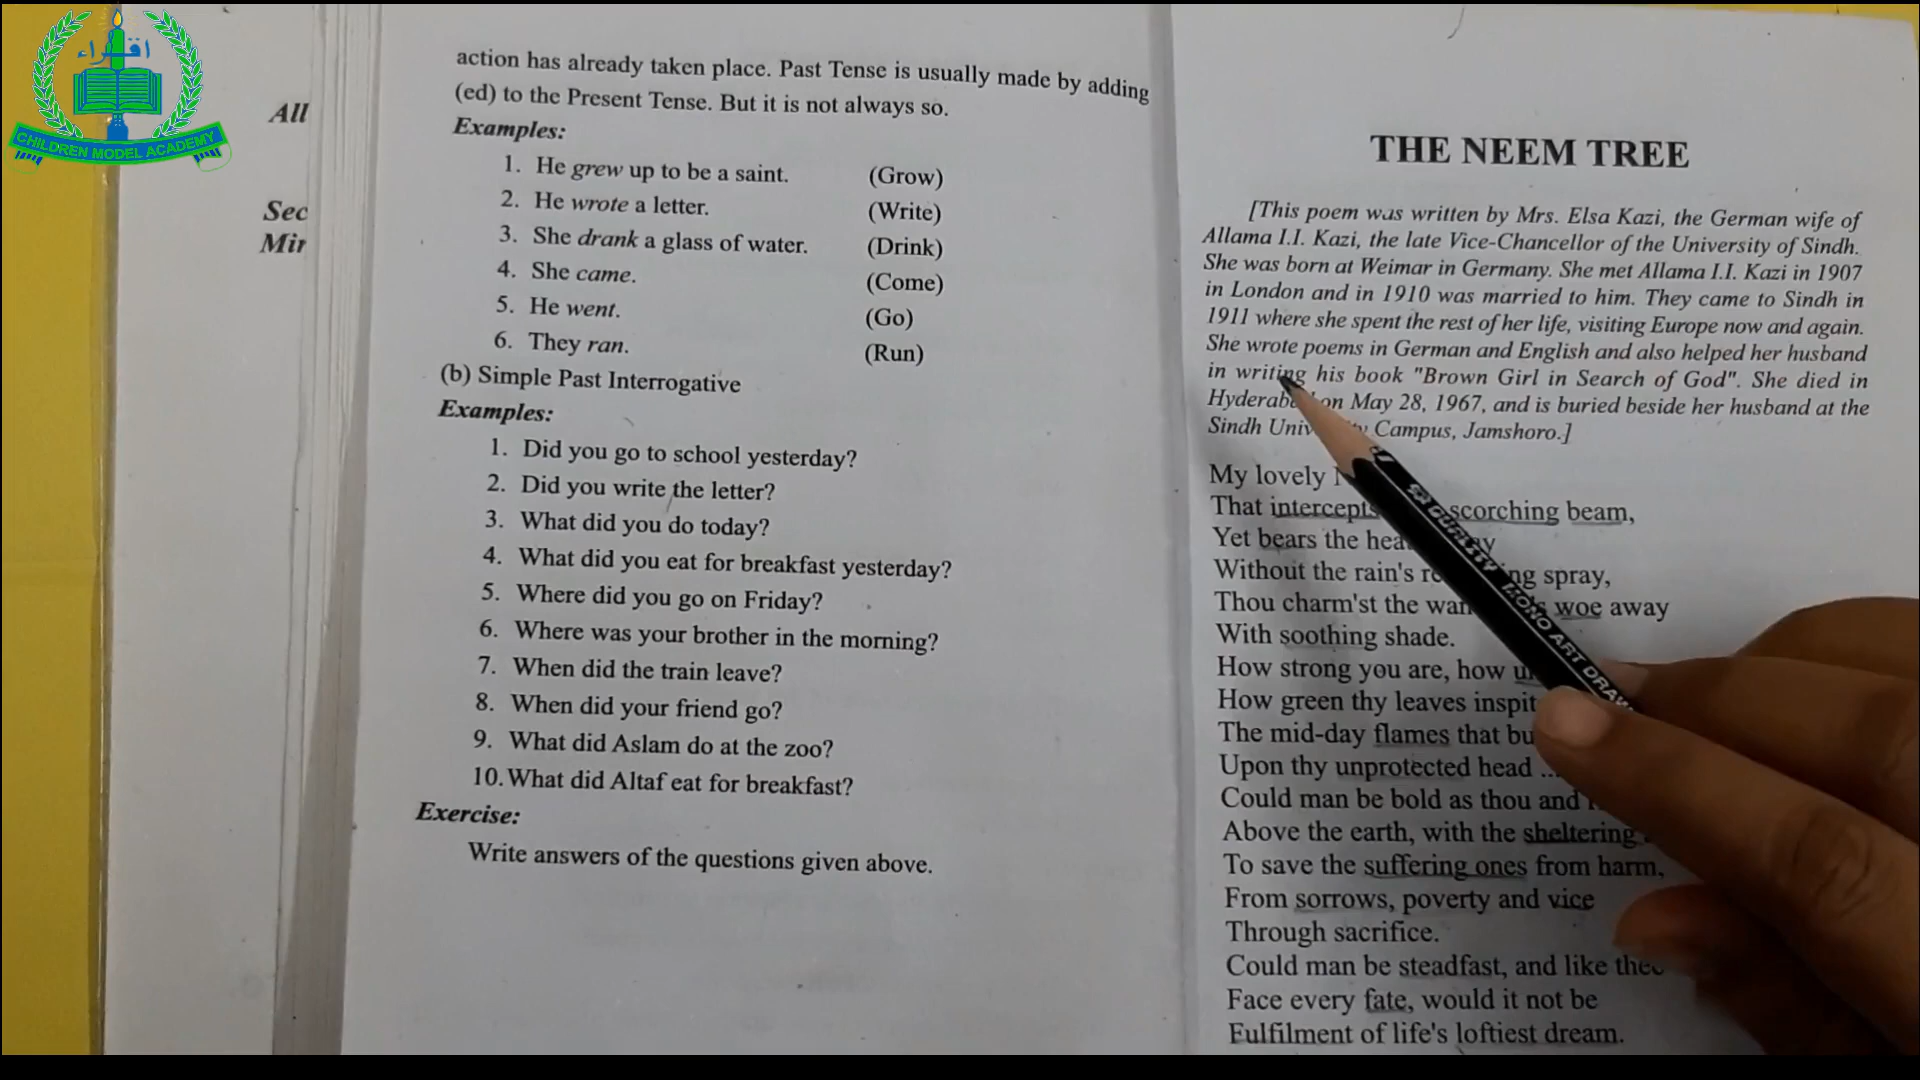 اقراء
CHILDREN MODEL ACADEMY
All
Sec
Mir
action has already taken place. Past Tense is usually made by adding
(ed) to the Present Tense. But it is not always so.
Examples:
1. He grew up to be a saint. (Grow)
2. He wrote a letter. (Write)
3. She drank a glass of water. (Drink)
4. She came. (Come)
5. He went. (Go)
6. They ran. (Run)
(b) Simple Past Interrogative
Examples:
1. Did you go to school yesterday?
2. Did you write the letter?
3. What did you do today?
4. What did you eat for breakfast yesterday?
5. Where did you go on Friday?
6. Where was your brother in the morning?
7. When did the train leave?
8. When did your friend go?
9. What did Aslam do at the zoo?
10. What did Altaf eat for breakfast?
Exercise:
Write answers of the questions given above.
THE NEEM TREE
[This poem was written by Mrs. Elsa Kazi, the German wife of
Allama I.I. Kazi, the late Vice-Chancellor of the University of Sindh.
She was born at Weimar in Germany. She met Allama I.I. Kazi in 1907
in London and in 1910 was married to him. They came to Sindh in
1911 where she spent the rest of her life, visiting Europe now and again.
She wrote poems in German and English and also helped her husband
in writing his book "Brown Girl in Search of God". She died in
on May 28, 1967, and is buried beside her husband at the
Sindh Campus, Jamshoro.]
My lovely
That intercepts scorching beam,
Yet bears the
Without the rain's spray,
Thou charm'st the woe away
With soothing shade.
How strong you are, how
How green thy leaves
The mid-day flames that
Upon thy unprotected head ...
Could man be bold as thou and
Above the earth, with the sheltering
To save the suffering ones from harm,
From sorrows, poverty and vice
Through sacrifice.
Could man be steadfast, and like thee
Face every fate, would it not be
Fulfilment of life's loftiest dream.
MONO ART